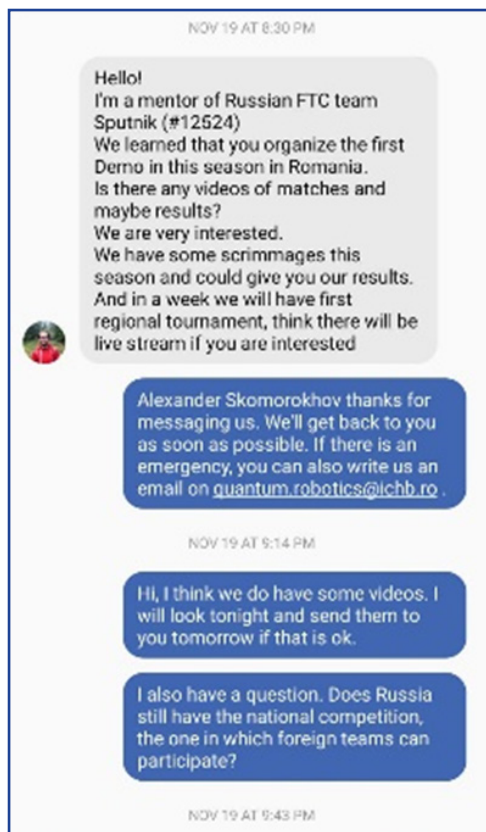 NOV 19 AT 8:30 PM
Hello!
I'm a mentor of Russian FTC team
Sputnik (#12524)
We learned that you organize the first
Demo in this season in Romania.
Is there any videos of matches and
maybe results?
We are very interested.
We have some scrimmages this
season and could give you our results.
And in a week we will have first
regional tournament, think there will be
live stream if you are interested
Alexander Skomorokhov thanks for
messaging us. We'll get back to you
as soon as possible. If there is an
emergency, you can also write us an
email on quantum.robotics@ichb.ro .
NOV 19 AT 9:14 PM
Hi, I think we do have some videos. I
will look tonight and send them to
you tomorrow if that is ok.
I also have a question. Does Russia
still have the national competition,
the one in which foreign teams can
participate?
NOV 19 AT 9:43 PM